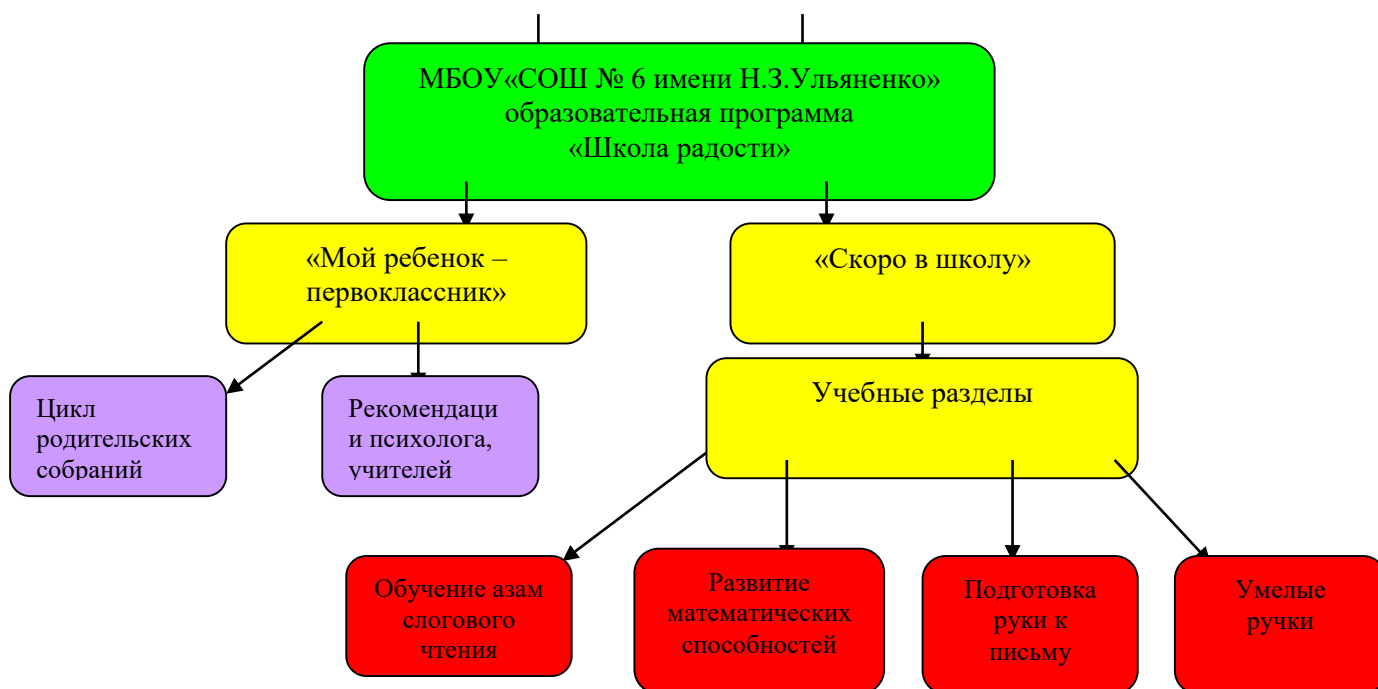 МБОУ«СОШ № 6 имени Н.З.Ульяненко»
образовательная программа
«Школа радости»
«Мой ребенок –
первоклассник»
«Скоро в школу»
Учебные разделы
Цикл
родительских
собраний
Рекомендаци
и психолога,
учителей
Обучение азам
слогового
чтения
Развитие
математических
способностей
Подготовка
руки к
письму
Умелые
ручки